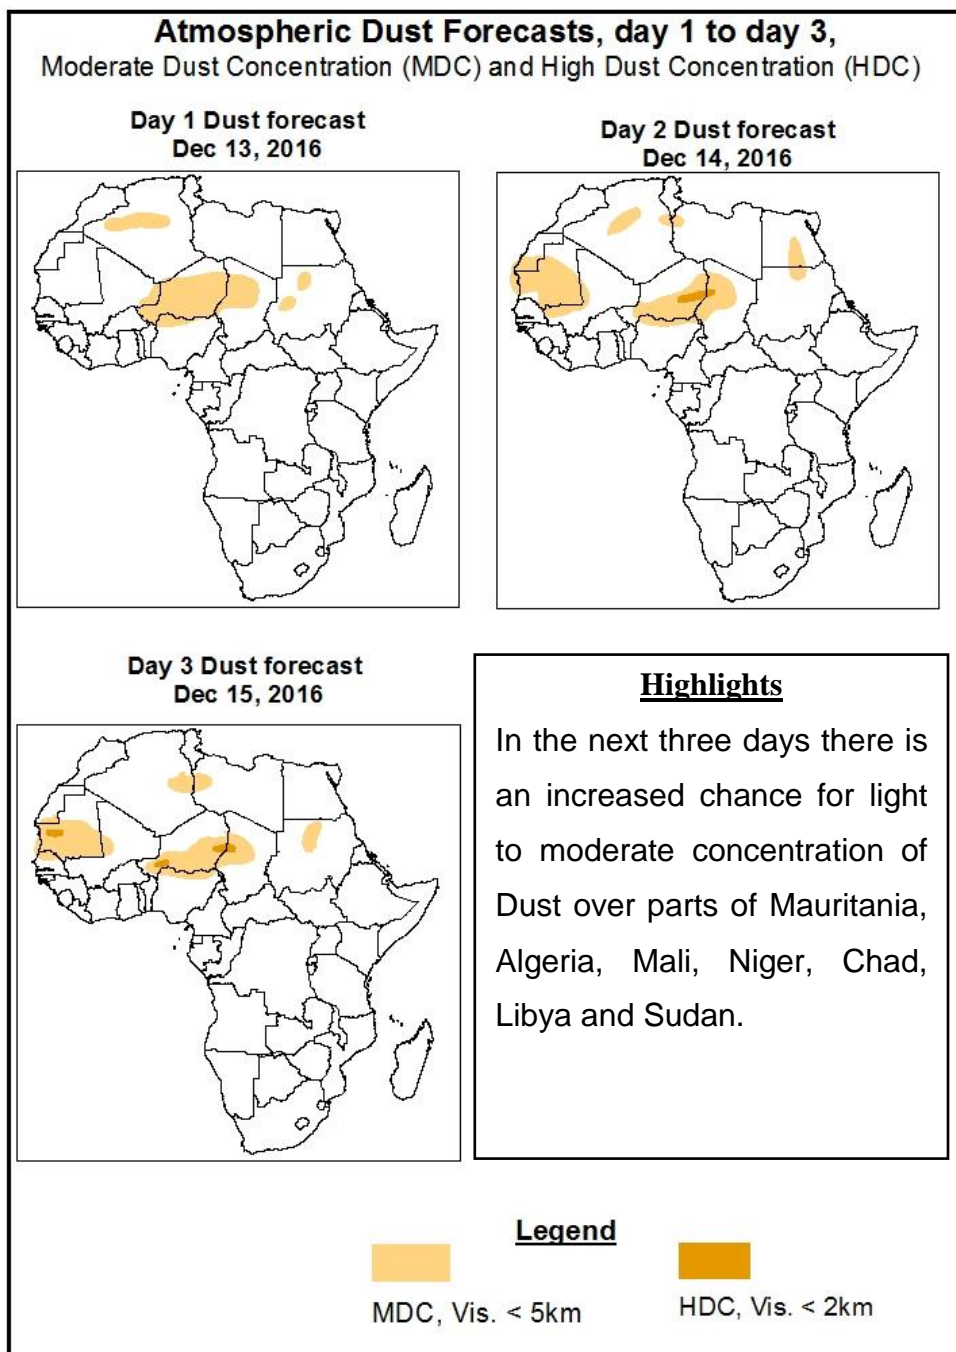 Atmospheric Dust Forecasts, day 1 to day 3,
Moderate Dust Concentration (MDC) and High Dust Concentration (HDC)
Day 1 Dust forecast
Dec 13, 2016
Day 2 Dust forecast
Dec 14, 2016
Day 3 Dust forecast
Dec 15, 2016
Highlights
In the next three days there is
an increased chance for light
to moderate concentration of
Dust over parts of Mauritania,
Algeria, Mali, Niger, Chad,
Libya and Sudan.
Legend
MDC, Vis. < 5km
HDC, Vis. < 2km